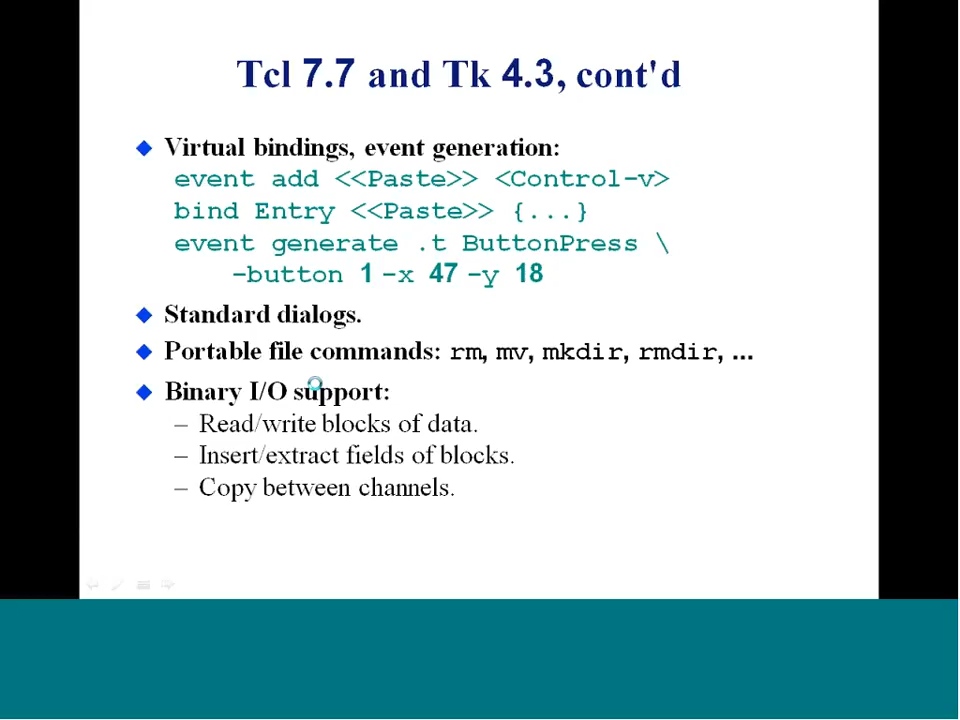 Tcl 7.7 and Tk 4.3, cont'd
Virtual bindings, event generation:
event add <<Paste>> <Control-v>
bind Entry <<Paste>> {...}
event generate .t ButtonPress \
-button 1 -x 47 -y 18
Standard dialogs.
Portable file commands: rm, mv, mkdir, rmdir, ...
Binary I/O support:
– Read/write blocks of data.
– Insert/extract fields of blocks.
– Copy between channels.